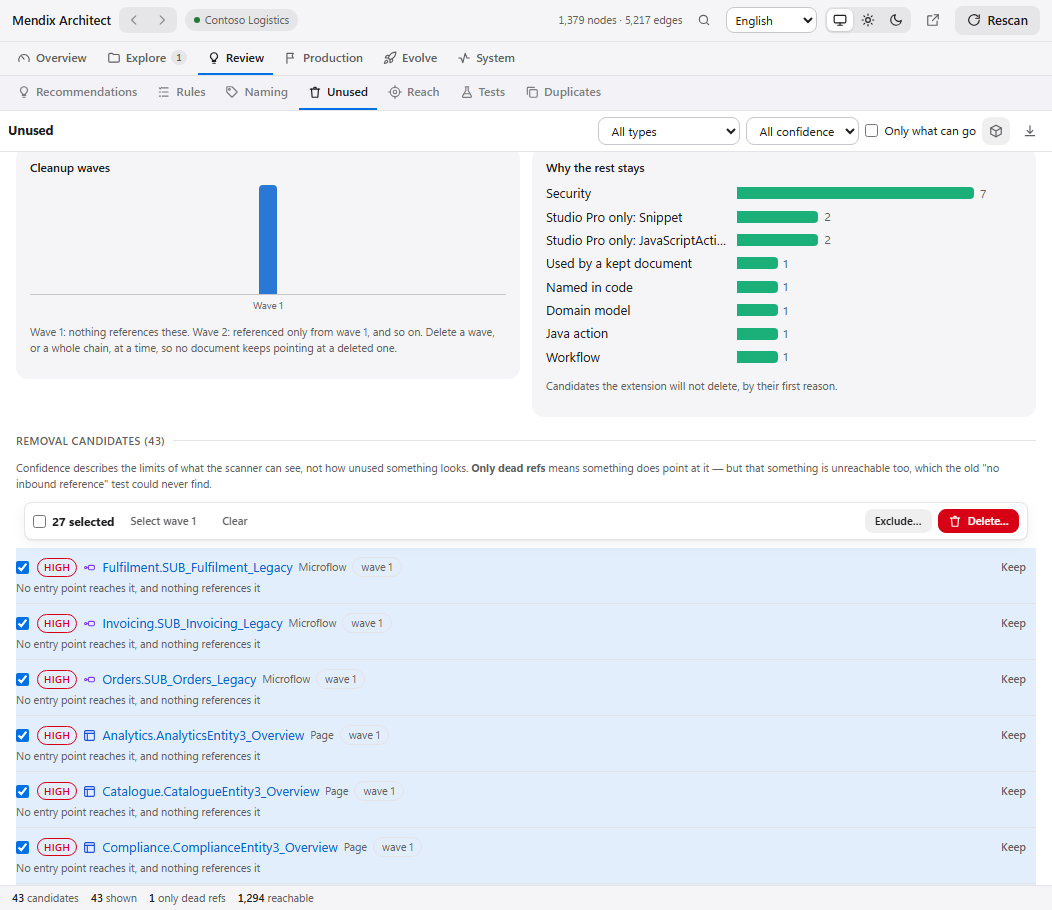 Mendix Architect
Contoso Logistics
1,379 nodes · 5,217 edges
English
Rescan
Overview
Explore 1
Review
Production
Evolve
System
Recommendations
Rules
Naming
Unused
Reach
Tests
Duplicates
Unused
All types
All confidence
Only what can go
Cleanup waves
Wave 1
Wave 1: nothing references these. Wave 2: referenced only from wave 1, and so on. Delete a wave,
or a whole chain, at a time, so no document keeps pointing at a deleted one.
Why the rest stays
Security 7
Studio Pro only: Snippet 2
Studio Pro only: JavaScriptActi... 2
Used by a kept document 1
Named in code 1
Domain model 1
Java action 1
Workflow 1
Candidates the extension will not delete, by their first reason.
REMOVAL CANDIDATES (43)
Confidence describes the limits of what the scanner can see, not how unused something looks. Only dead refs means something does point at it — but that something is unreachable too, which the old "no
inbound reference" test could never find.
27 selected
Select wave 1
Clear
Exclude...
Delete...
HIGH Fulfilment.SUB_Fulfilment_Legacy Microflow wave 1 Keep
No entry point reaches it, and nothing references it
HIGH Invoicing.SUB_Invoicing_Legacy Microflow wave 1 Keep
No entry point reaches it, and nothing references it
HIGH Orders.SUB_Orders_Legacy Microflow wave 1 Keep
No entry point reaches it, and nothing references it
HIGH Analytics.AnalyticsEntity3_Overview Page wave 1 Keep
No entry point reaches it, and nothing references it
HIGH Catalogue.CatalogueEntity3_Overview Page wave 1 Keep
No entry point reaches it, and nothing references it
HIGH Compliance.ComplianceEntity3_Overview Page wave 1 Keep
No entry point reaches it, and nothing references it
43 candidates 43 shown 1 only dead refs 1,294 reachable